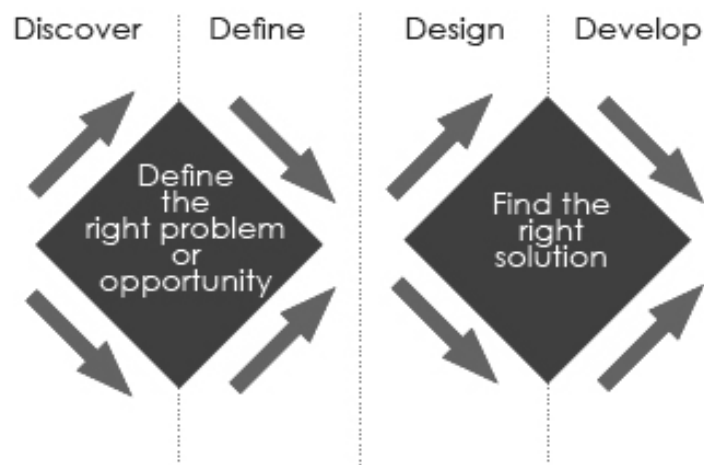 Discover Define Design Develop
Define
the
right problem
or
opportunity
Find the
right
solution